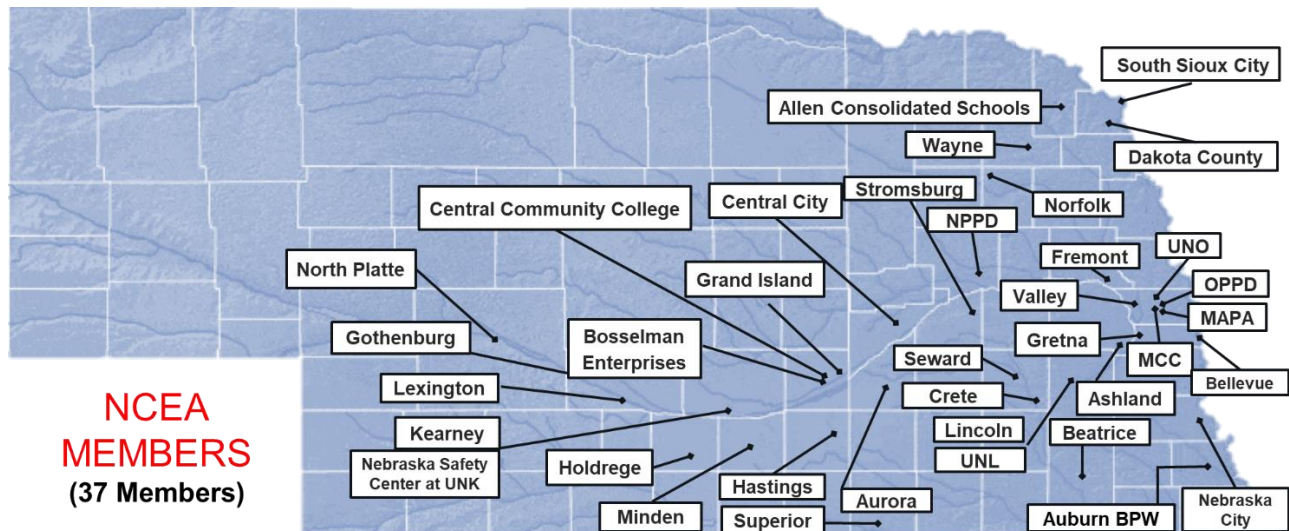 South Sioux City
Allen Consolidated Schools
Wayne
Dakota County
Stromsburg
Central City
Central Community College
Norfolk
NPPD
UNO
Fremont
North Platte
Grand Island
OPPD
Valley
MAPA
Gothenburg
Bosselman
Enterprises
Gretna
Seward
MCC
Lexington
Bellevue
Crete
Ashland
NCEA
MEMBERS
(37 Members)
Kearney
Lincoln
Beatrice
Nebraska Safety
Center at UNK
Holdrege
UNL
Hastings
Aurora
Minden
Superior
Auburn BPW
Nebraska
City